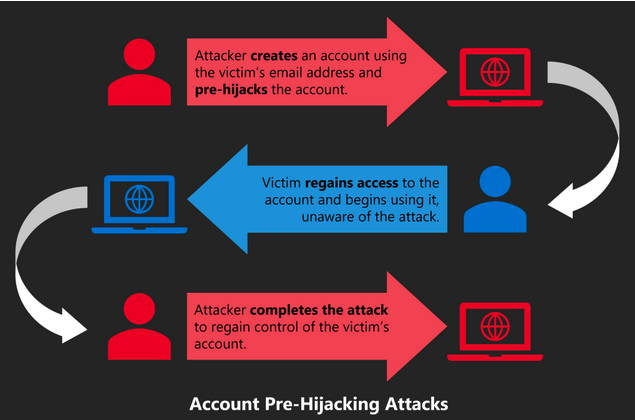 Attacker creates an account using
the victim's email address and
pre-hijacks the account.
Victim regains access to the
account and begins using it,
unaware of the attack.
Attacker completes the attack
to regain control of the victim's
account.
Account Pre-Hijacking Attacks